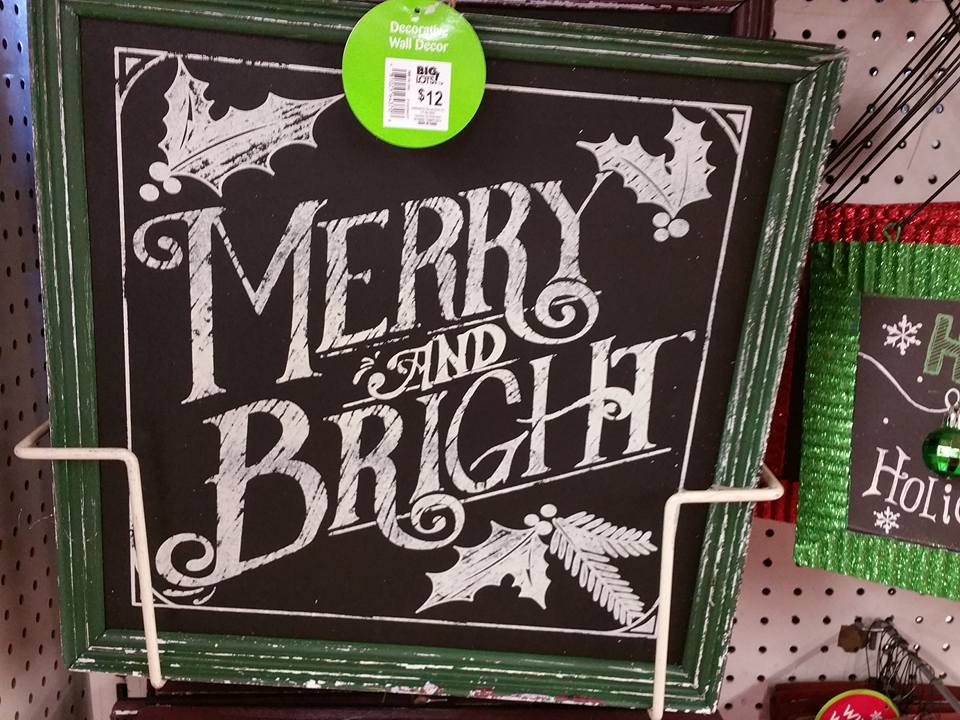 Decorative
Wall Decor
BIG
LOTS!
$12
MERRY
AND
BRIGHT
H
HOLI